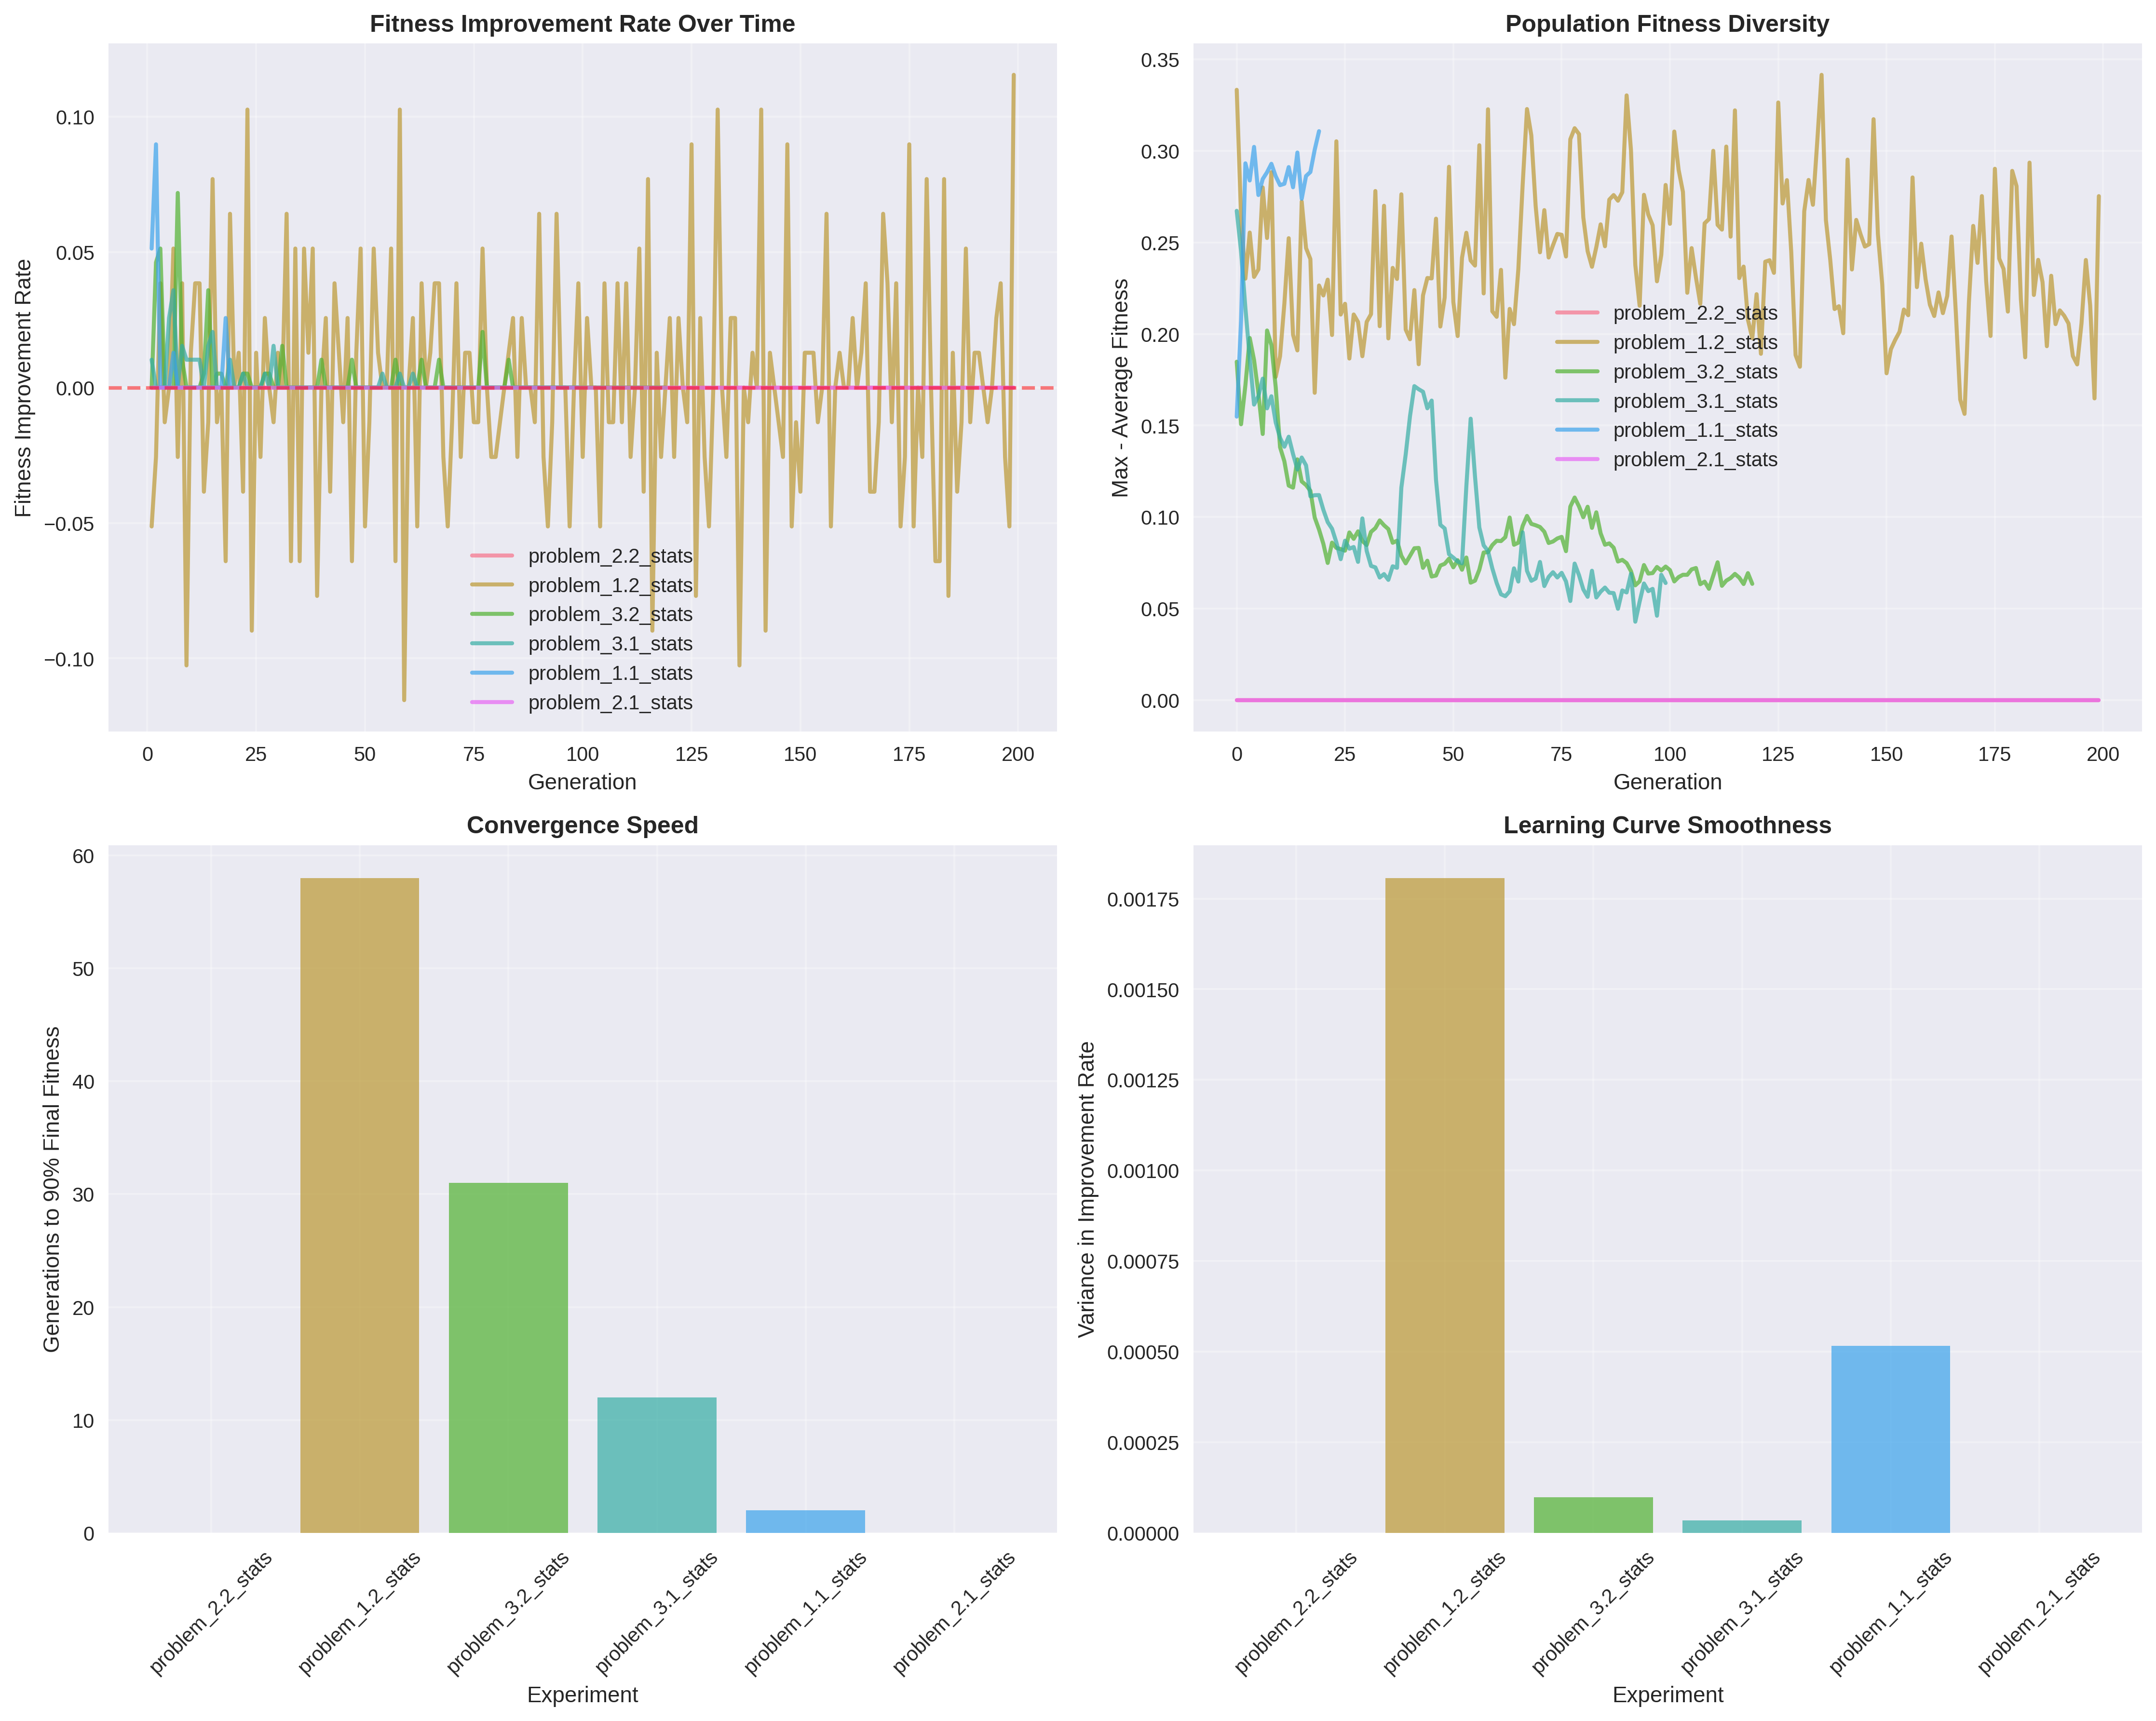 Fitness Improvement Rate Over Time
Fitness Improvement Rate
0.10
0.05
0.00
−0.05
−0.10
problem_2.2_stats
problem_1.2_stats
problem_3.2_stats
problem_3.1_stats
problem_1.1_stats
problem_2.1_stats
0 25 50 75 100 125 150 175 200
Generation
Population Fitness Diversity
Max - Average Fitness
0.35
0.30
0.25
0.20
0.15
0.10
0.05
0.00
problem_2.2_stats
problem_1.2_stats
problem_3.2_stats
problem_3.1_stats
problem_1.1_stats
problem_2.1_stats
0 25 50 75 100 125 150 175 200
Generation
Convergence Speed
Generations to 90% Final Fitness
60
50
40
30
20
10
0
problem_2.2_stats
problem_1.2_stats
problem_3.2_stats
problem_3.1_stats
problem_1.1_stats
problem_2.1_stats
Experiment
Learning Curve Smoothness
Variance in Improvement Rate
0.00175
0.00150
0.00125
0.00100
0.00075
0.00050
0.00025
0.00000
problem_2.2_stats
problem_1.2_stats
problem_3.2_stats
problem_3.1_stats
problem_1.1_stats
problem_2.1_stats
Experiment